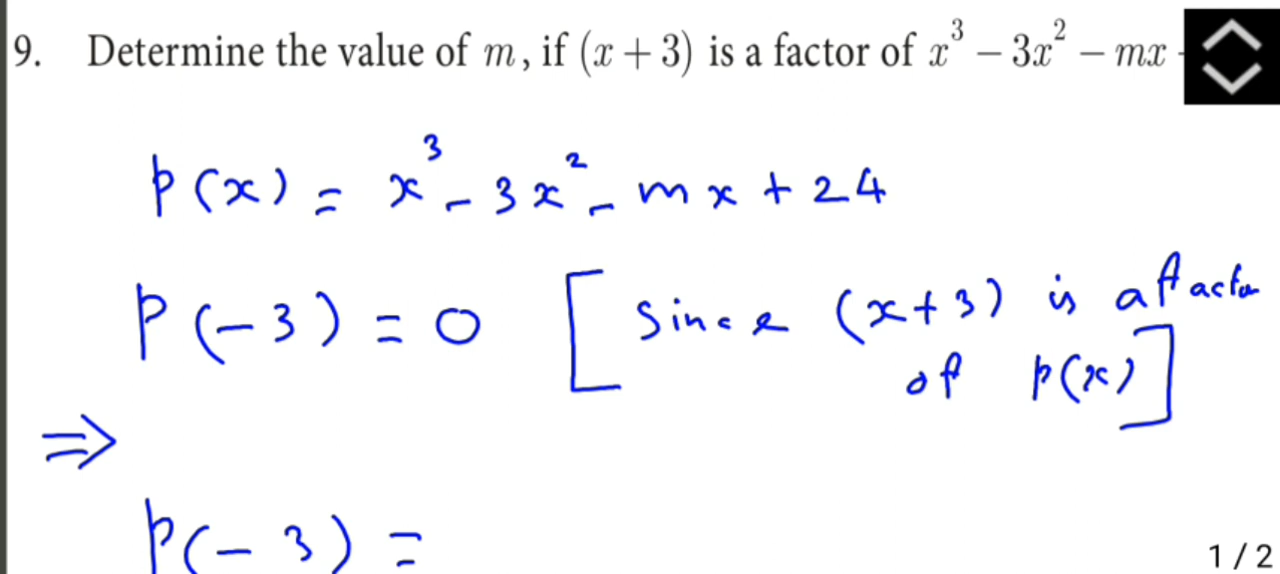 9. Determine the value of m, if (x + 3) is a factor of x³ − 3x² − mx
p(x) = x³ - 3x² - mx + 24
p(-3) = 0 [since (x+3) is a factor
of p(x)]
⇒
p(-3) =
1 / 2